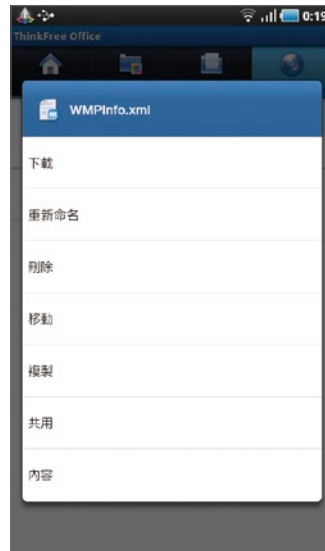 0:19
ThinkFree Office
WMPInfo.xml
下載
重新命名
刪除
移動
複製
共用
內容